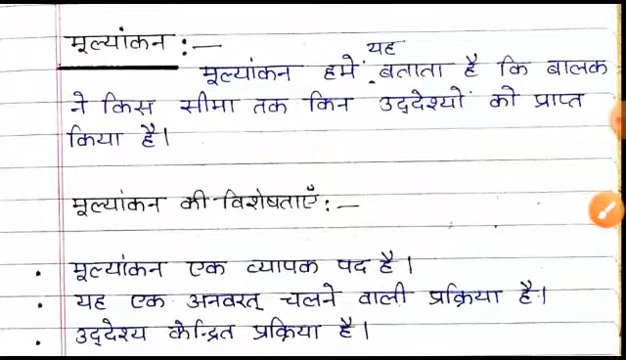 मूल्यांकन :—
यह
मूल्यांकन हमें बताता है कि बालक
ने किस सीमा तक किन उद्देश्यों को प्राप्त
किया है।
मूल्यांकन की विशेषताएँ:—
• मूल्यांकन एक व्यापक पद है।
• यह एक अनवरत् चलने वाली प्रक्रिया है।
• उद्देश्य केन्द्रित प्रक्रिया है।